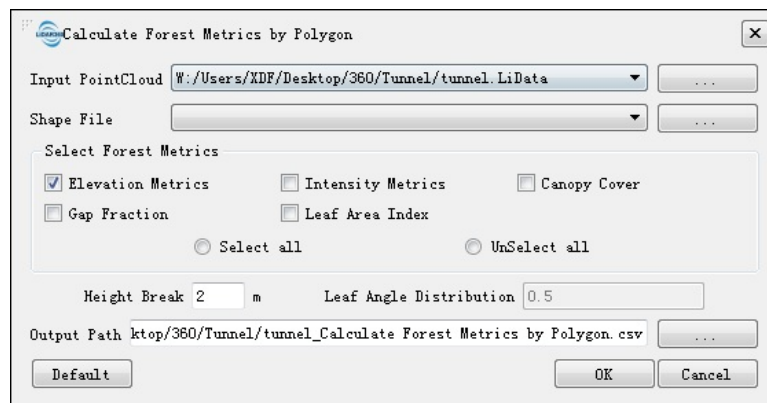 Calculate Forest Metrics by Polygon
Input PointCloud W:/Users/XDF/Desktop/360/Tunnel/tunnel.LiData ...
Shape File ...
Select Forest Metrics
Elevation Metrics Intensity Metrics Canopy Cover
Gap Fraction Leaf Area Index
Select all UnSelect all
Height Break 2 m Leaf Angle Distribution 0.5
Output Path ktop/360/Tunnel/tunnel_Calculate Forest Metrics by Polygon.csv ...
Default OK Cancel